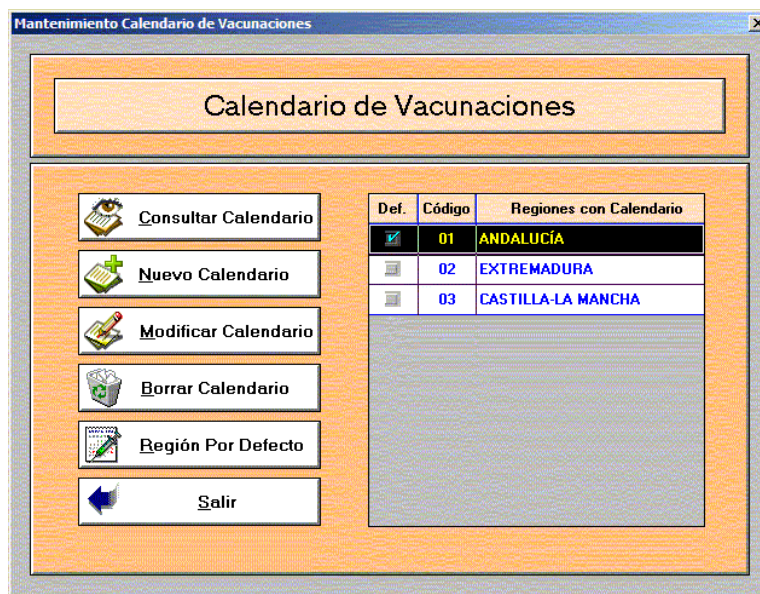 Mantenimiento Calendario de Vacunaciones
Calendario de Vacunaciones
Consultar Calendario
Nuevo Calendario
Modificar Calendario
Borrar Calendario
Región Por Defecto
Salir
Def. Código Regiones con Calendario
01 ANDALUCÍA
02 EXTREMADURA
03 CASTILLA-LA MANCHA